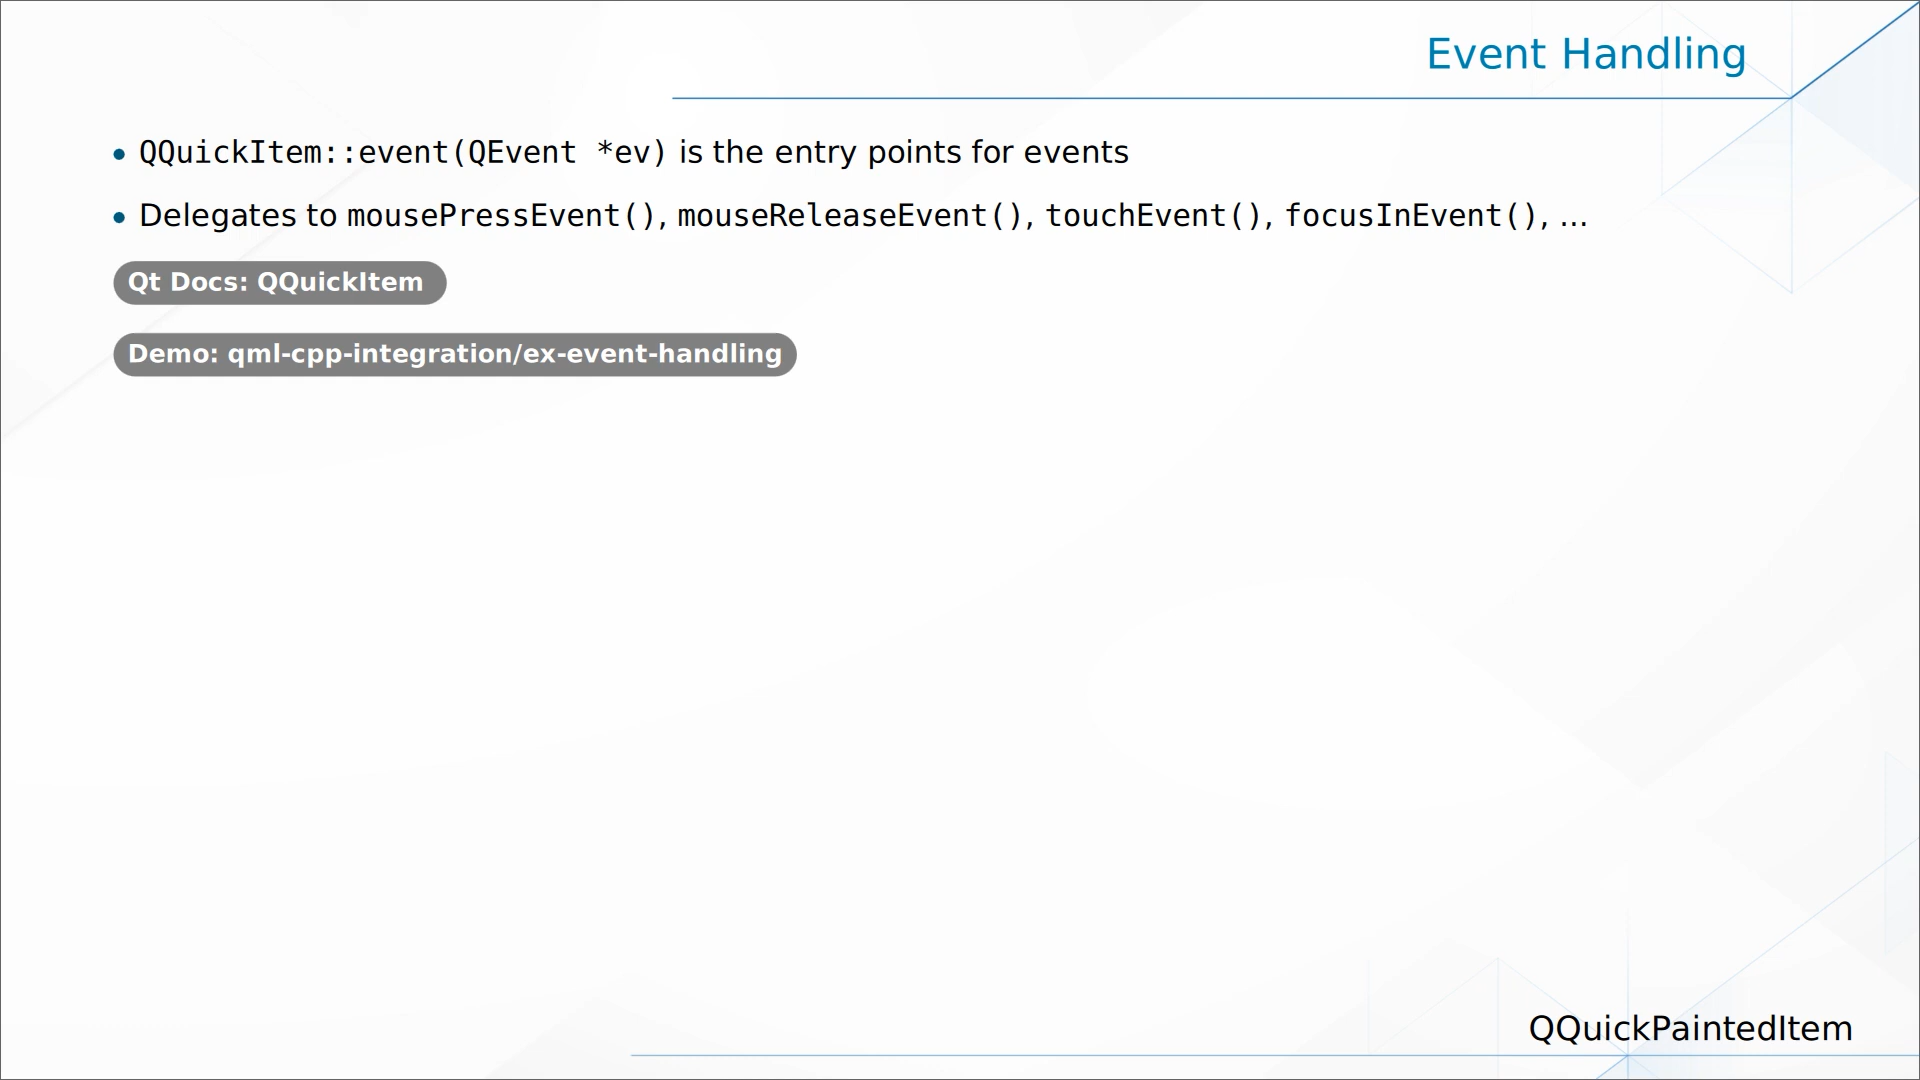 Event Handling
QQuickItem::event(QEvent *ev) is the entry points for events
Delegates to mousePressEvent(), mouseReleaseEvent(), touchEvent(), focusInEvent(), ...
Qt Docs: QQuickItem
Demo: qml-cpp-integration/ex-event-handling
QQuickPaintedItem